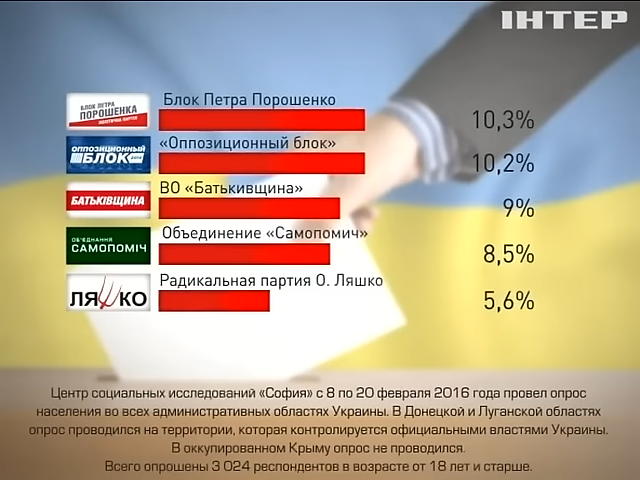 ІНТЕР
БЛОК ПЕТРА
ПОРОШЕНКА
Блок Петра Порошенко
10,3%
ОППОЗИЦИОННЫЙ
БЛОК
«Оппозиционный блок»
10,2%
БАТЬКІВЩИНА
ВО «Батькивщина»
9%
ОБ'ЄДНАННЯ
САМОПОМІЧ
Объединение «Самопомич»
8,5%
ЛЯШКО
Радикальная партия О. Ляшко
5,6%
Центр социальных исследований «София» с 8 по 20 февраля 2016 года провел опрос
населения во всех административных областях Украины. В Донецкой и Луганской областях
опрос проводился на территории, которая контролируется официальными властями Украины.
В оккупированном Крыму опрос не проводился.
Всего опрошены 3 024 респондентов в возрасте от 18 лет и старше.